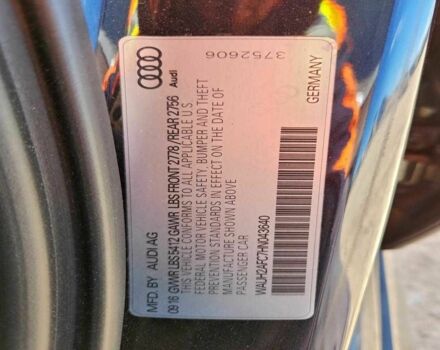 MFD. BY AUDI AG
09 16 GVWR LBS 5412 GAWR LBS FRONT 2778 / REAR 2756
THIS VEHICLE CONFORMS TO ALL APPLICABLE U.S
FEDERAL MOTOR VEHICLE SAFETY, BUMPER AND THEFT
PREVENTION STANDARDS IN EFFECT ON THE DATE OF
MANUFACTURE SHOWN ABOVE
PASSENGER CAR
WAUH2AFC7HN043640
GERMANY
Audi
3752606